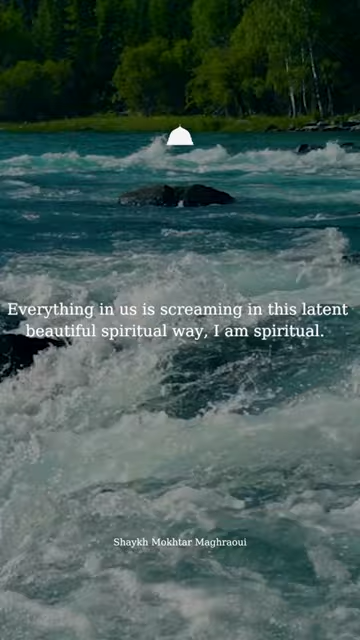 Everything in us is screaming in this latent
beautiful spiritual way, I am spiritual.
Shaykh Mokhtar Maghraoui